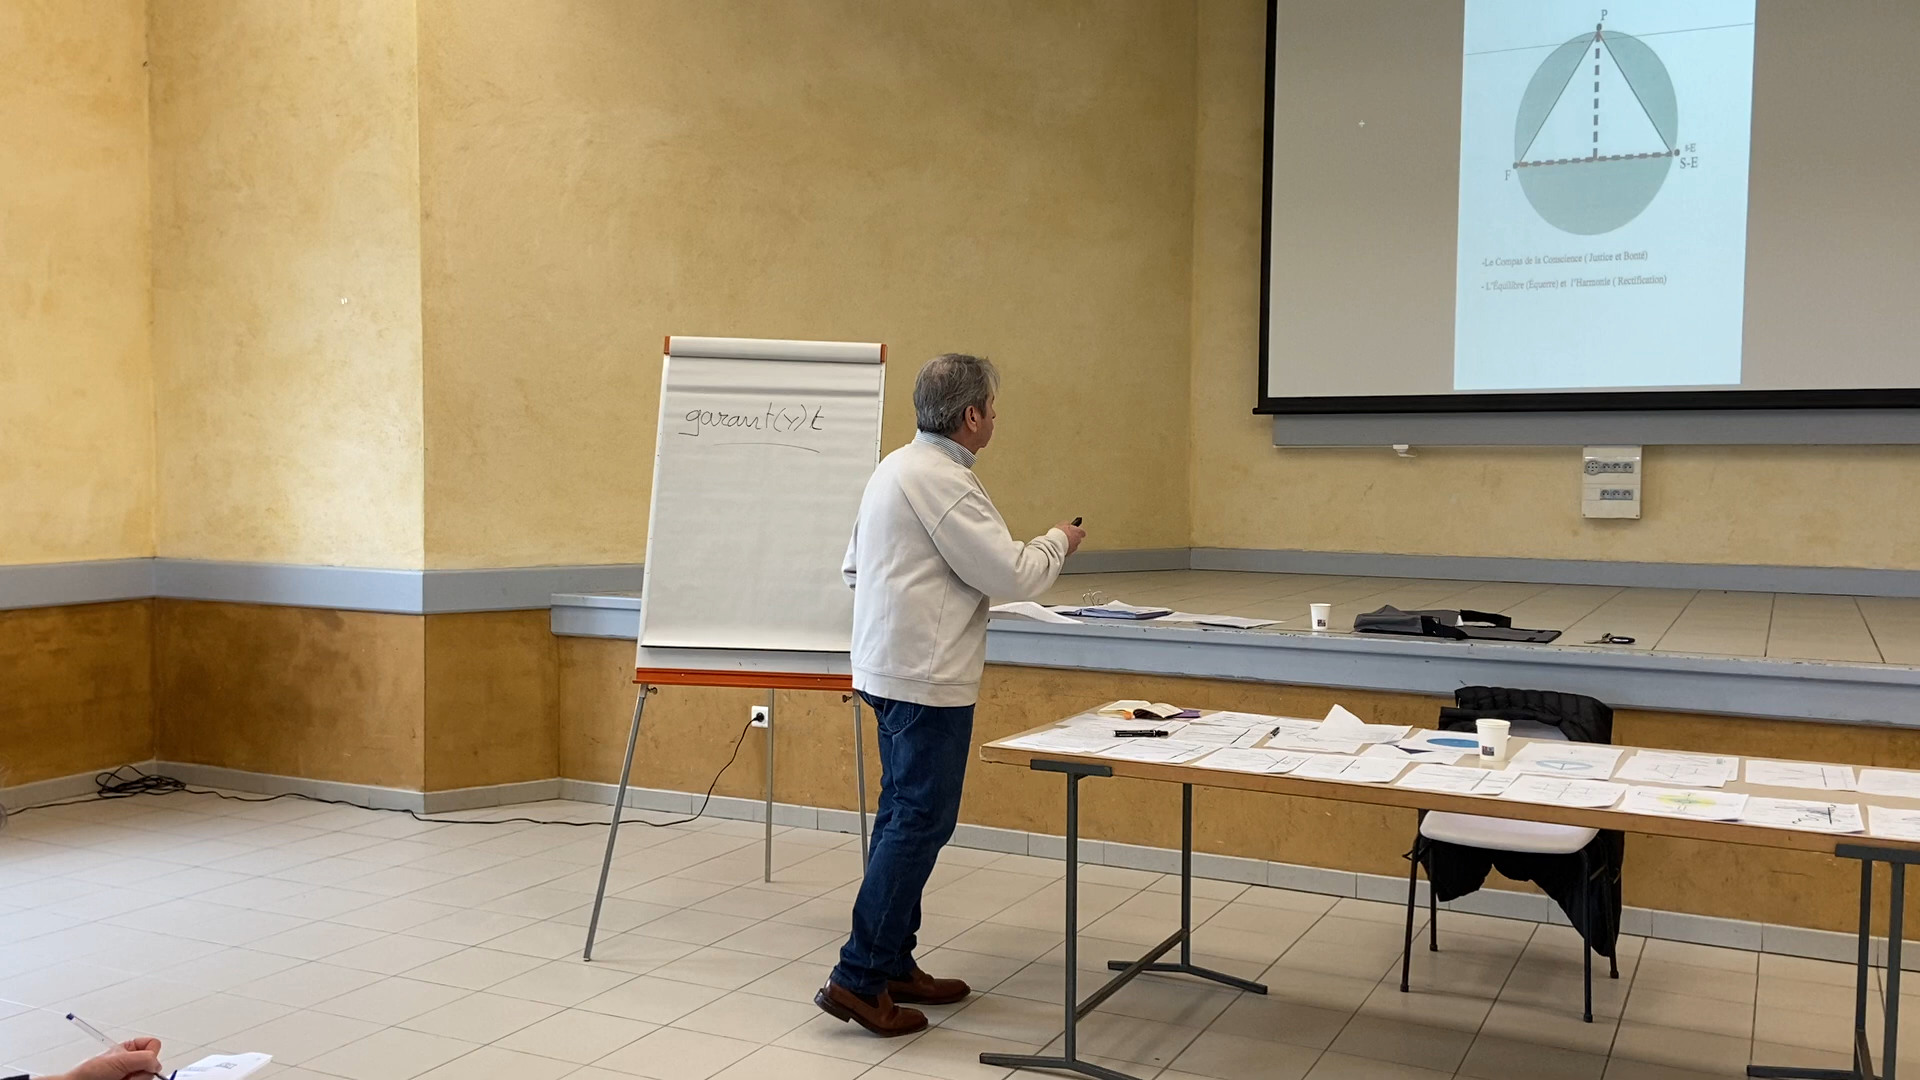 garant(y)t
P
F
s-E
S-E
-Le Compas de la Conscience ( Justice et Bonté)
- L'Équilibre (Équerre) et l'Harmonie ( Rectification)